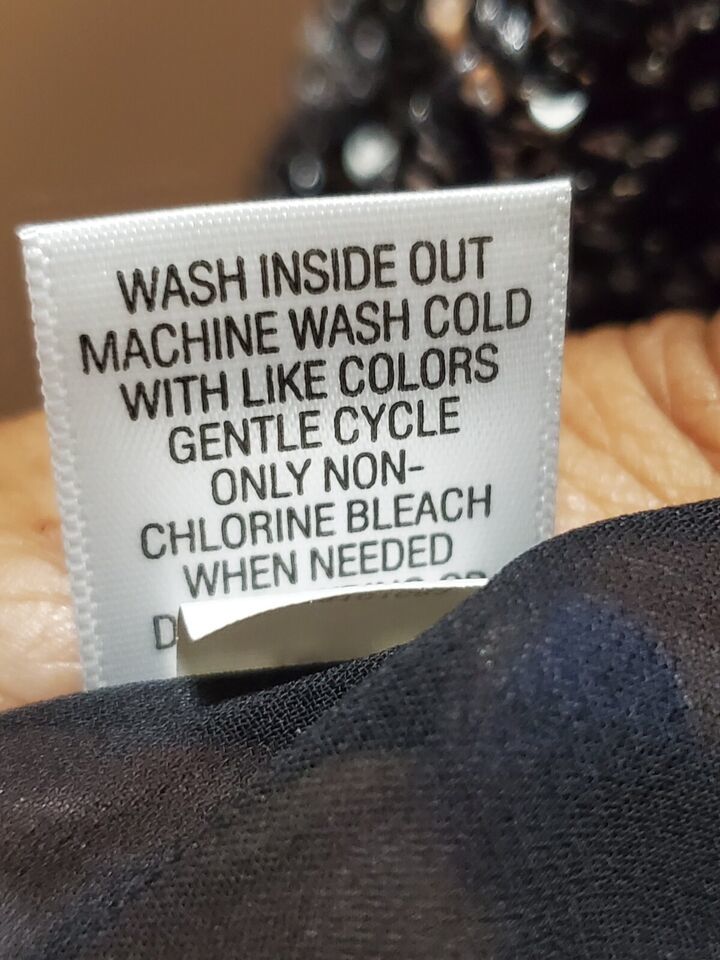 WASH INSIDE OUT
MACHINE WASH COLD
WITH LIKE COLORS
GENTLE CYCLE
ONLY NON-
CHLORINE BLEACH
WHEN NEEDED